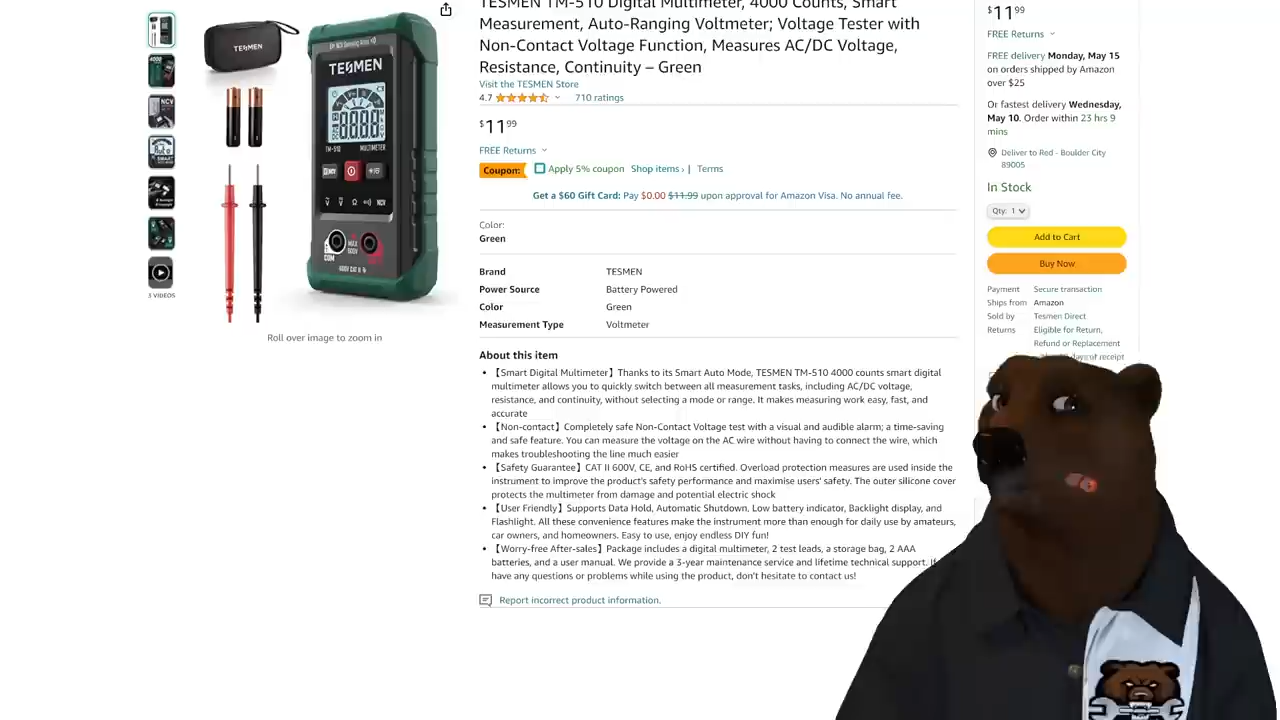 TESMEN TM-510 Digital Multimeter, 4000 Counts, Smart
Measurement, Auto-Ranging Voltmeter; Voltage Tester with
Non-Contact Voltage Function, Measures AC/DC Voltage,
Resistance, Continuity – Green
Visit the TESMEN Store
4.7
710 ratings
$11 99
FREE Returns
Coupon:
Apply 5% coupon Shop items › | Terms
Get a $60 Gift Card: Pay $0.00 $11.99 upon approval for Amazon Visa. No annual fee.
Color:
Green
Brand TESMEN
Power Source Battery Powered
Color Green
Measurement Type Voltmeter
About this item
【Smart Digital Multimeter】Thanks to its Smart Auto Mode, TESMEN TM-510 4000 counts smart digital
multimeter allows you to quickly switch between all measurement tasks, including AC/DC voltage,
resistance, and continuity, without selecting a mode or range. It makes measuring work easy, fast, and
accurate
【Non-contact】Completely safe Non-Contact Voltage test with a visual and audible alarm; a time-saving
and safe feature. You can measure the voltage on the AC wire without having to connect the wire, which
makes troubleshooting the line much easier
【Safety Guarantee】CAT II 600V, CE, and RoHS certified. Overload protection measures are used inside the
instrument to improve the product's safety performance and maximise users' safety. The outer silicone cover
protects the multimeter from damage and potential electric shock
【User Friendly】Supports Data Hold, Automatic Shutdown, Low battery indicator, Backlight display, and
Flashlight. All these convenience features make the instrument more than enough for daily use by amateurs,
car owners, and homeowners. Easy to use, enjoy endless DIY fun!
【Worry-free After-sales】Package includes a digital multimeter, 2 test leads, a storage bag, 2 AAA
batteries, and a user manual. We provide a 3-year maintenance service and lifetime technical support. If
have any questions or problems while using the product, don't hesitate to contact us!
Report incorrect product information.
3 VIDEOS
Roll over image to zoom in
TESMEN
TESMEN
TM-510 MULTIMETER
NCV
COM
MAX
600V
$11 99
FREE Returns
FREE delivery Monday, May 15
on orders shipped by Amazon
over $25
Or fastest delivery Wednesday,
May 10. Order within 23 hrs 9
mins
Deliver to Red - Boulder City
89005
In Stock
Qty: 1
Add to Cart
Buy Now
Payment Secure transaction
Ships from Amazon
Sold by Tesmen Direct
Returns Eligible for Return,
Refund or Replacement
of receipt